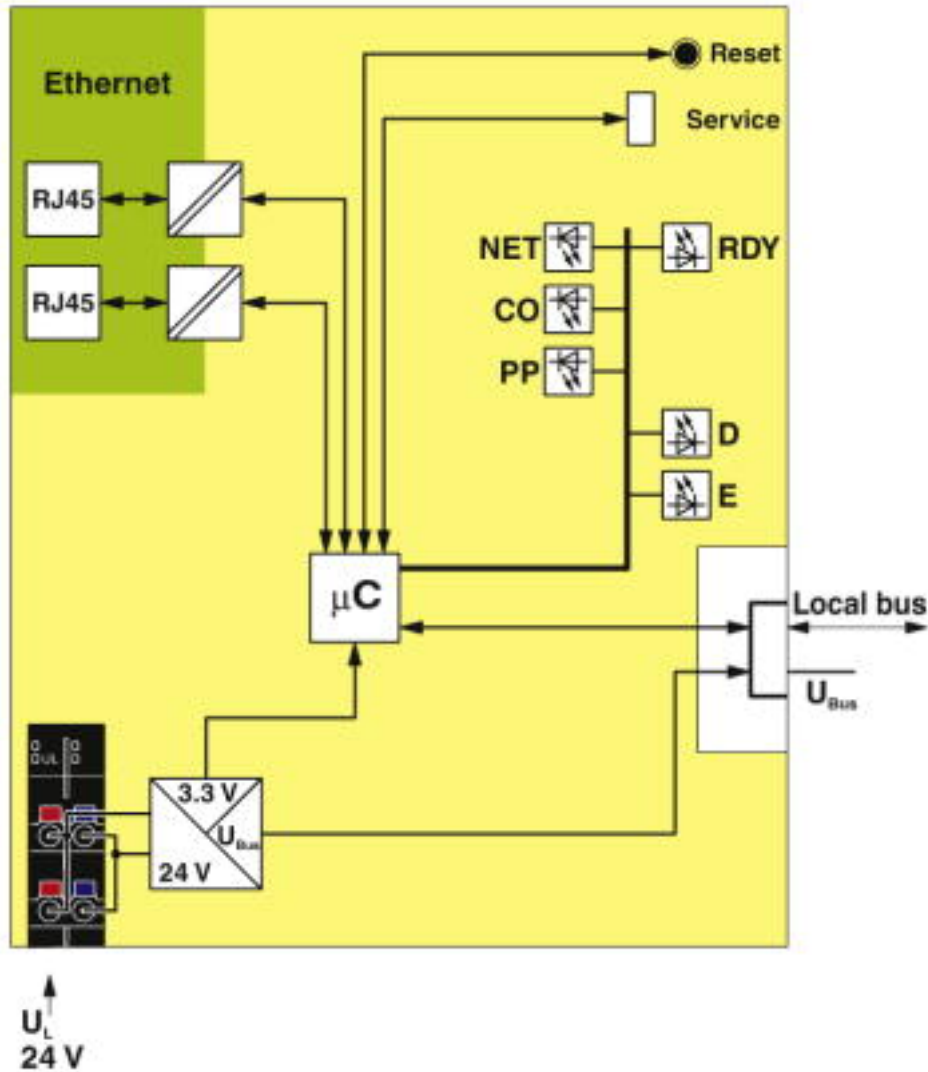 Ethernet
Reset
Service
RJ45
NET
RDY
RJ45
CO
PP
D
E
µC
Local bus
U_Bus
UL
3.3 V
U_Bus
24 V
U_L
24 V